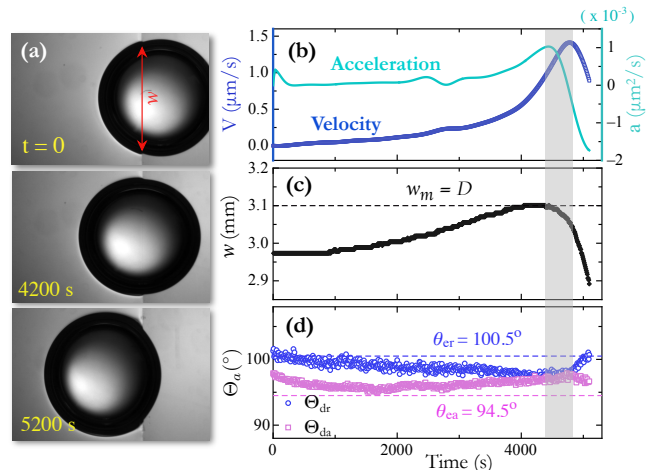 (a)
w
t = 0
4200 s
5200 s
(b)
( x 10⁻³
Acceleration
Velocity
V (μm/s)
1.5
1.0
0.5
0.0
a (μm²/s)
1
0
−1
−2
(c)
w_m = D
w (mm)
3.1
3.0
2.9
(d)
θ_er = 100.5°
θ_ea = 94.5°
Θ_dr
Θ_da
Θ_a (°)
100
90
0
2000
4000
Time (s)